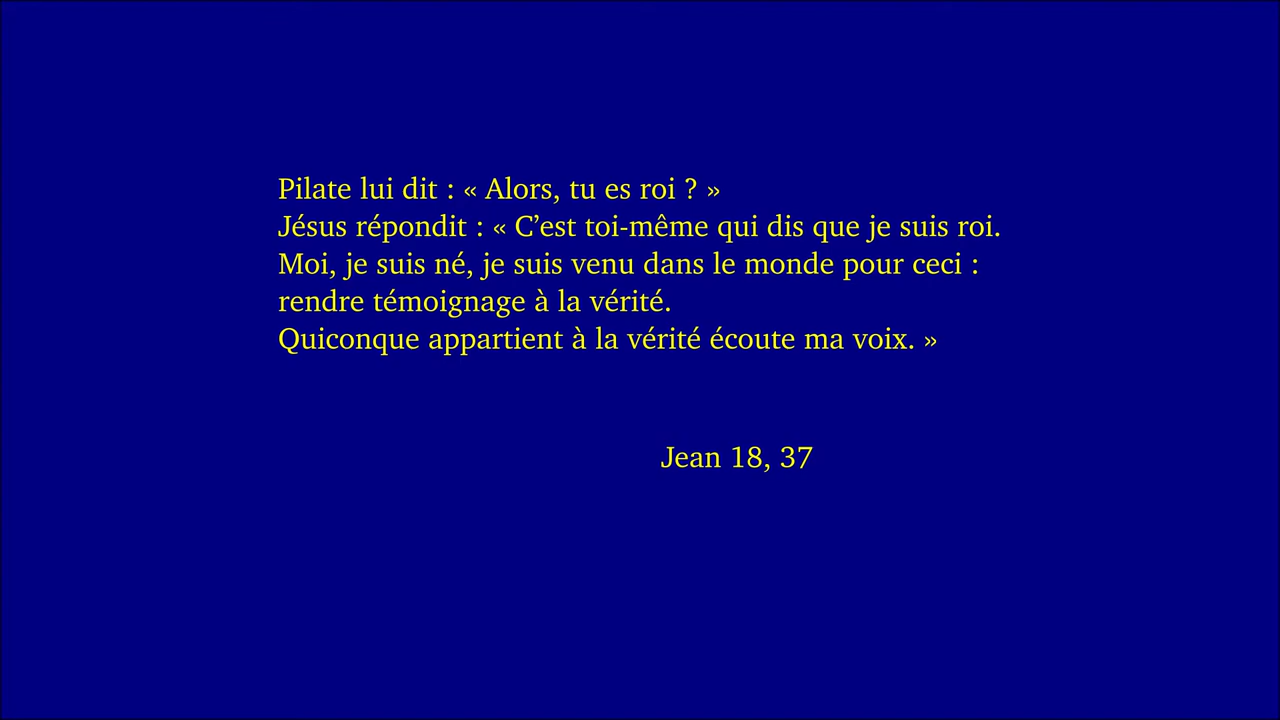 Pilate lui dit : « Alors, tu es roi ? »
Jésus répondit : « C’est toi-même qui dis que je suis roi.
Moi, je suis né, je suis venu dans le monde pour ceci :
rendre témoignage à la vérité.
Quiconque appartient à la vérité écoute ma voix. »
Jean 18, 37